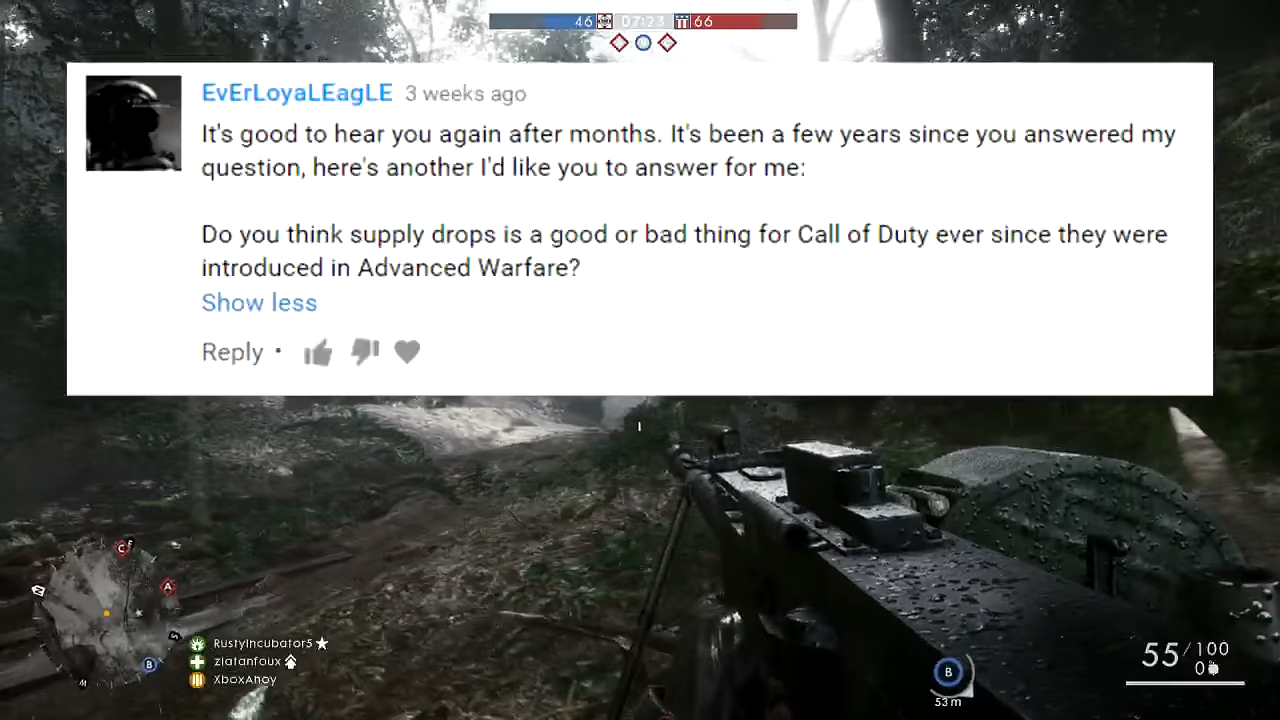 46 07:23 66
EvErLoyaLEagLE 3 weeks ago
It's good to hear you again after months. It's been a few years since you answered my
question, here's another I'd like you to answer for me:
Do you think supply drops is a good or bad thing for Call of Duty ever since they were
introduced in Advanced Warfare?
Show less
Reply •
C F
A
B
RustyIncubator5
zlatanfoux
XboxAhoy
B
53 m
55/100
0